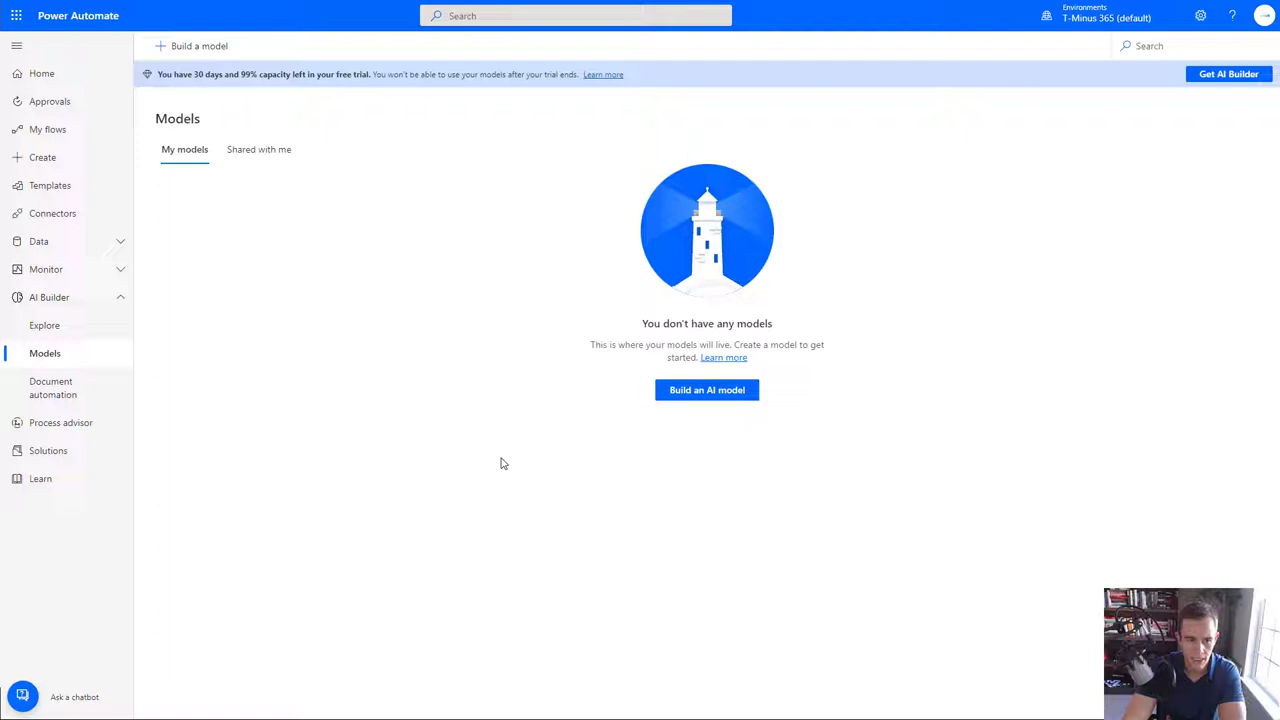 Power Automate
Search
Environments
T-Minus 365 (default)
Build a model
Search
You have 30 days and 99% capacity left in your free trial. You won't be able to use your models after your trial ends. Learn more
Get AI Builder
Home
Approvals
My flows
Create
Templates
Connectors
Data
Monitor
AI Builder
Explore
Models
Document
automation
Process advisor
Solutions
Learn
Ask a chatbot
Models
My models
Shared with me
You don't have any models
This is where your models will live. Create a model to get
started. Learn more
Build an AI model